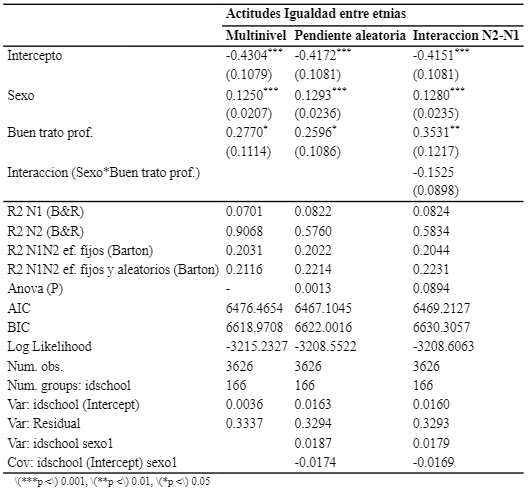 Actitudes Igualdad entre etnias
Multinivel Pendiente aleatoria Interaccion N2-N1
Intercepto -0.4304*** -0.4172*** -0.4151***
(0.1079) (0.1081) (0.1081)
Sexo 0.1250*** 0.1293*** 0.1280***
(0.0207) (0.0236) (0.0235)
Buen trato prof. 0.2770* 0.2596* 0.3531**
(0.1114) (0.1086) (0.1217)
Interaccion (Sexo*Buen trato prof.) -0.1525
(0.0898)
R2 N1 (B&R) 0.0701 0.0822 0.0824
R2 N2 (B&R) 0.9068 0.5760 0.5834
R2 N1N2 ef. fijos (Barton) 0.2031 0.2022 0.2044
R2 N1N2 ef. fijos y aleatorios (Barton) 0.2116 0.2214 0.2231
Anova (P) - 0.0013 0.0894
AIC 6476.4654 6467.1045 6469.2127
BIC 6618.9708 6622.0016 6630.3057
Log Likelihood -3215.2327 -3208.5522 -3208.6063
Num. obs. 3626 3626 3626
Num. groups: idschool 166 166 166
Var: idschool (Intercept) 0.0036 0.0163 0.0160
Var: Residual 0.3337 0.3294 0.3293
Var: idschool sexo1 0.0187 0.0179
Cov: idschool (Intercept) sexo1 -0.0174 -0.0169
\(***p <\) 0.001, \(**p <\) 0.01, \(*p <\) 0.05